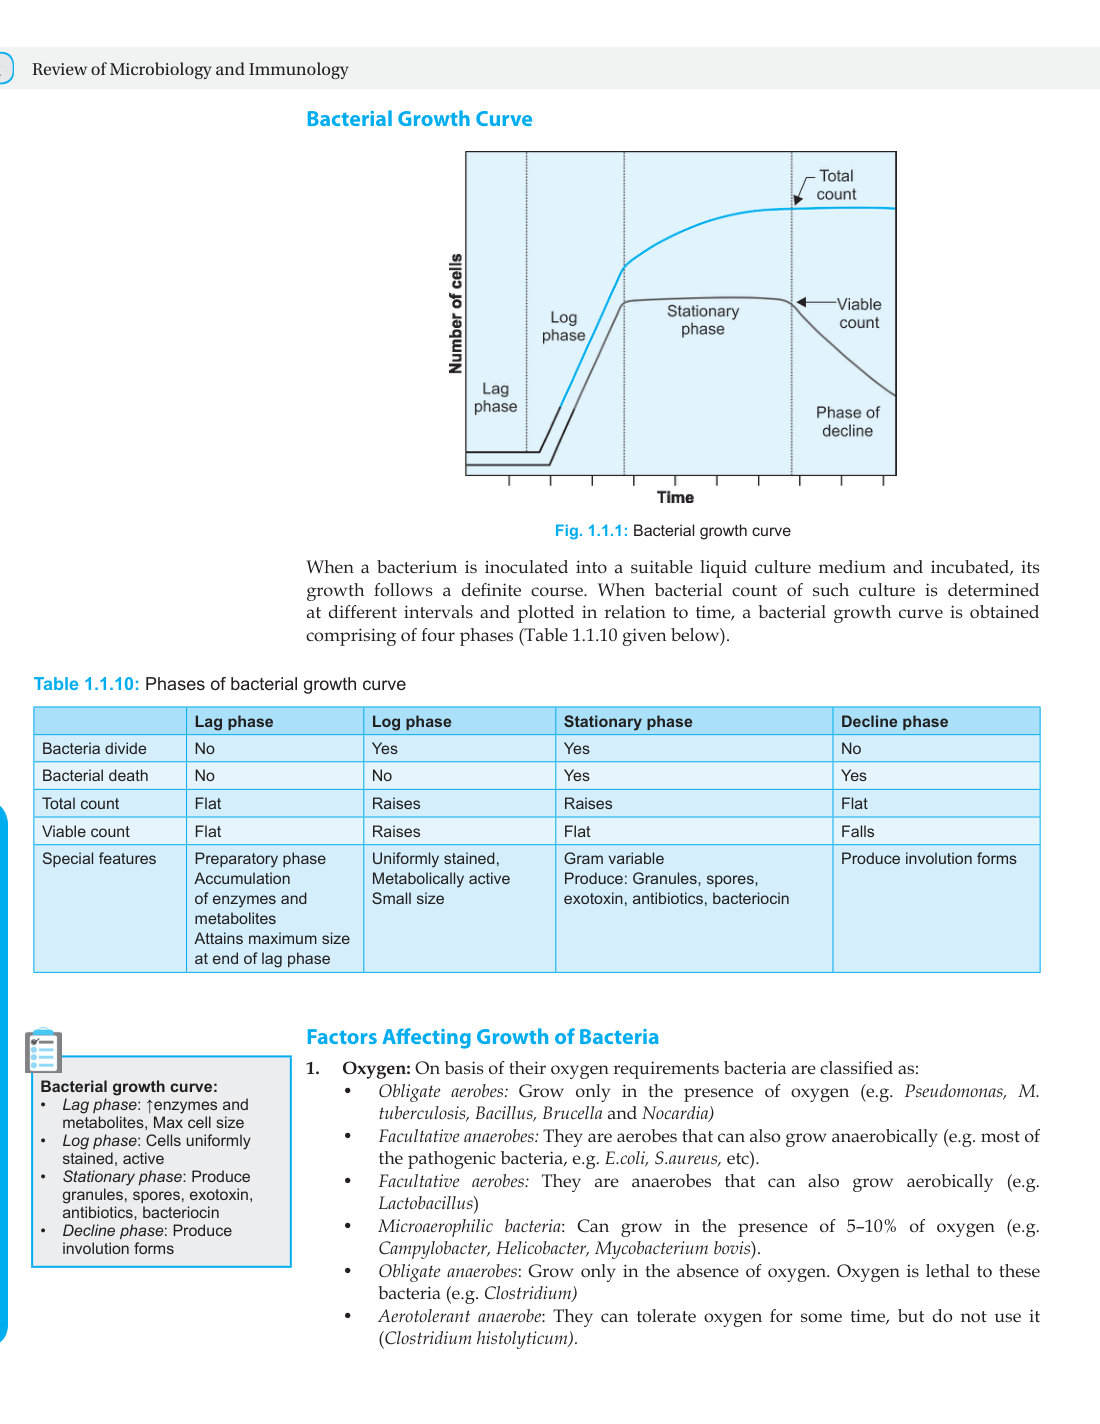 Review of Microbiology and Immunology
Bacterial Growth Curve
Total
count
Number of cells
Viable
count
Stationary
phase
Log
phase
Lag
phase
Phase of
decline
Time
Fig. 1.1.1: Bacterial growth curve
When a bacterium is inoculated into a suitable liquid culture medium and incubated, its
growth follows a definite course. When bacterial count of such culture is determined
at different intervals and plotted in relation to time, a bacterial growth curve is obtained
comprising of four phases (Table 1.1.10 given below).
Table 1.1.10: Phases of bacterial growth curve
Lag phase Log phase Stationary phase Decline phase
Bacteria divide No Yes Yes No
Bacterial death No No Yes Yes
Total count Flat Raises Raises Flat
Viable count Flat Raises Flat Falls
Special features Preparatory phase Uniformly stained, Gram variable Produce involution forms
Accumulation Metabolically active Produce: Granules, spores,
of enzymes and Small size exotoxin, antibiotics, bacteriocin
metabolites
Attains maximum size
at end of lag phase
Bacterial growth curve:
• Lag phase: ↑enzymes and
metabolites, Max cell size
• Log phase: Cells uniformly
stained, active
• Stationary phase: Produce
granules, spores, exotoxin,
antibiotics, bacteriocin
• Decline phase: Produce
involution forms
Factors Affecting Growth of Bacteria
1. Oxygen: On basis of their oxygen requirements bacteria are classified as:
• Obligate aerobes: Grow only in the presence of oxygen (e.g. Pseudomonas, M.
tuberculosis, Bacillus, Brucella and Nocardia)
• Facultative anaerobes: They are aerobes that can also grow anaerobically (e.g. most of
the pathogenic bacteria, e.g. E.coli, S.aureus, etc).
• Facultative aerobes: They are anaerobes that can also grow aerobically (e.g.
Lactobacillus)
• Microaerophilic bacteria: Can grow in the presence of 5–10% of oxygen (e.g.
Campylobacter, Helicobacter, Mycobacterium bovis).
• Obligate anaerobes: Grow only in the absence of oxygen. Oxygen is lethal to these
bacteria (e.g. Clostridium)
• Aerotolerant anaerobe: They can tolerate oxygen for some time, but do not use it
(Clostridium histolyticum).